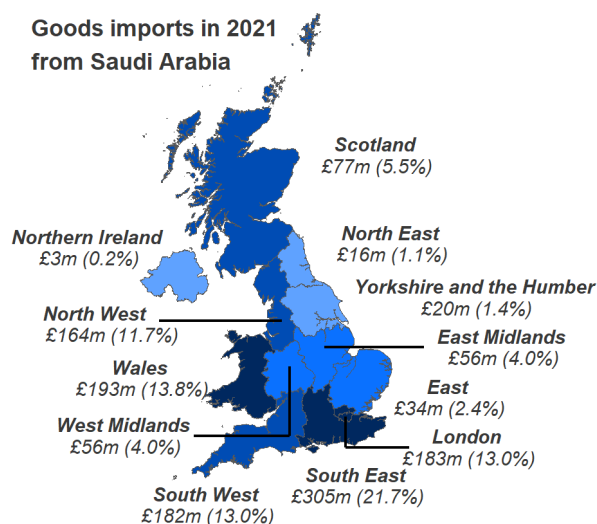 Goods imports in 2021
from Saudi Arabia
Scotland
£77m (5.5%)
Northern Ireland
£3m (0.2%)
North East
£16m (1.1%)
Yorkshire and the Humber
£20m (1.4%)
North West
£164m (11.7%)
East Midlands
£56m (4.0%)
Wales
£193m (13.8%)
East
£34m (2.4%)
West Midlands
£56m (4.0%)
London
£183m (13.0%)
South East
£305m (21.7%)
South West
£182m (13.0%)